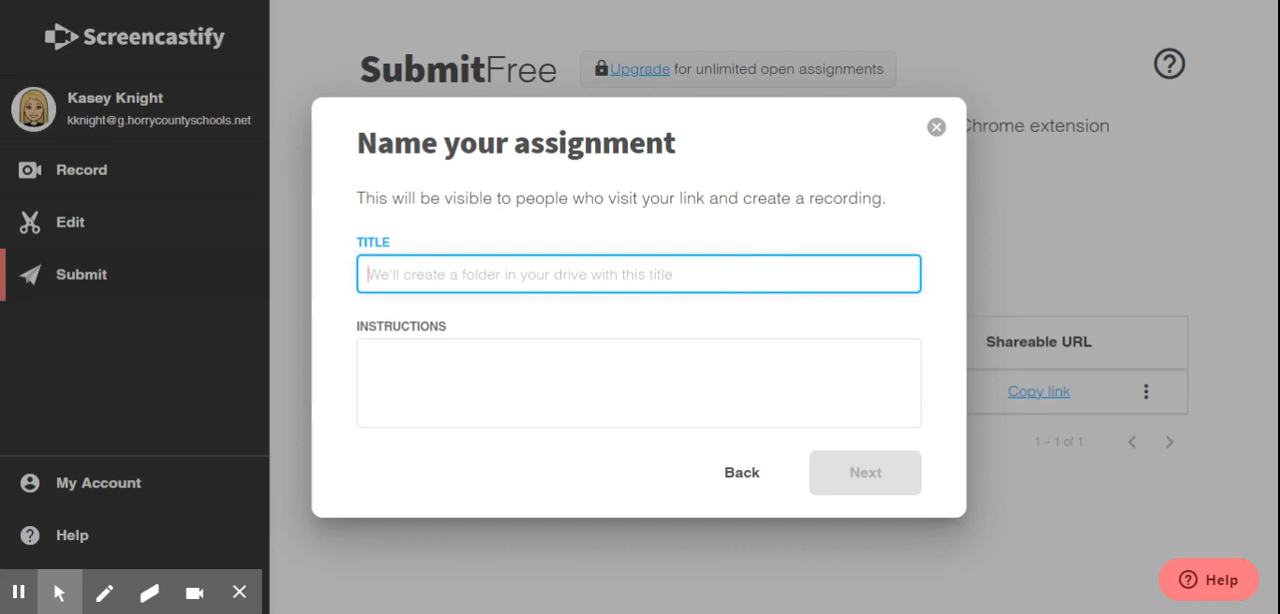 Screencastify
Kasey Knight
kknight@g.horrycountyschools.net
Record
Edit
Submit
My Account
Help
SubmitFree
Upgrade for unlimited open assignments
Chrome extension
Name your assignment
This will be visible to people who visit your link and create a recording.
TITLE
We'll create a folder in your drive with this title
INSTRUCTIONS
Back
Next
Shareable URL
Copy link
1 – 1 of 1
Help